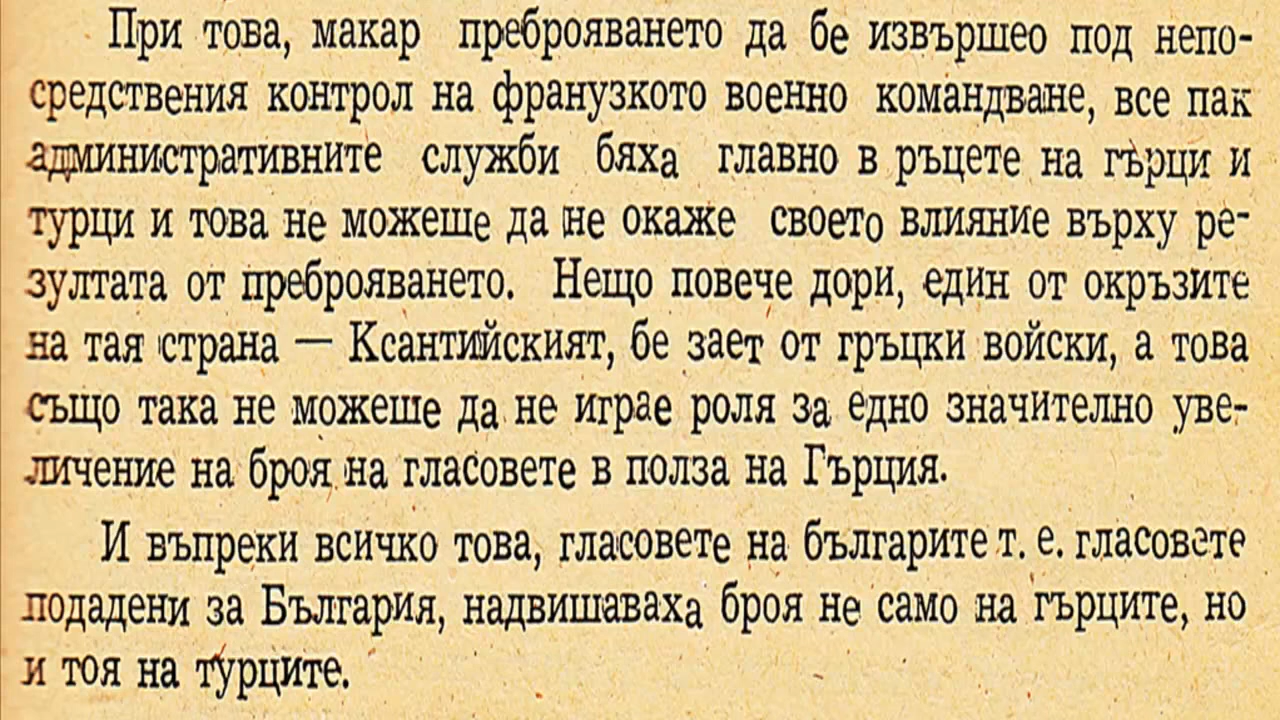 При това, макар преброяването да бе извършео под непо-
средствения контрол на франузкото военно командване, все пак
административните служби бяха главно в ръцете на гърци и
турци и това не можеше да не окаже своето влияние върху ре-
зултата от преброяването. Нещо повече дори, един от окръзите
на тая страна — Ксантийският, бе зает от гръцки войски, а това
също така не можеше да не играе роля за едно значително уве-
личение на броя на гласовете в полза на Гърция.
И въпреки всичко това, гласовете на българите т. е. гласовете
подадени за България, надвишаваха броя не само на гърците, но
и тоя на турците.